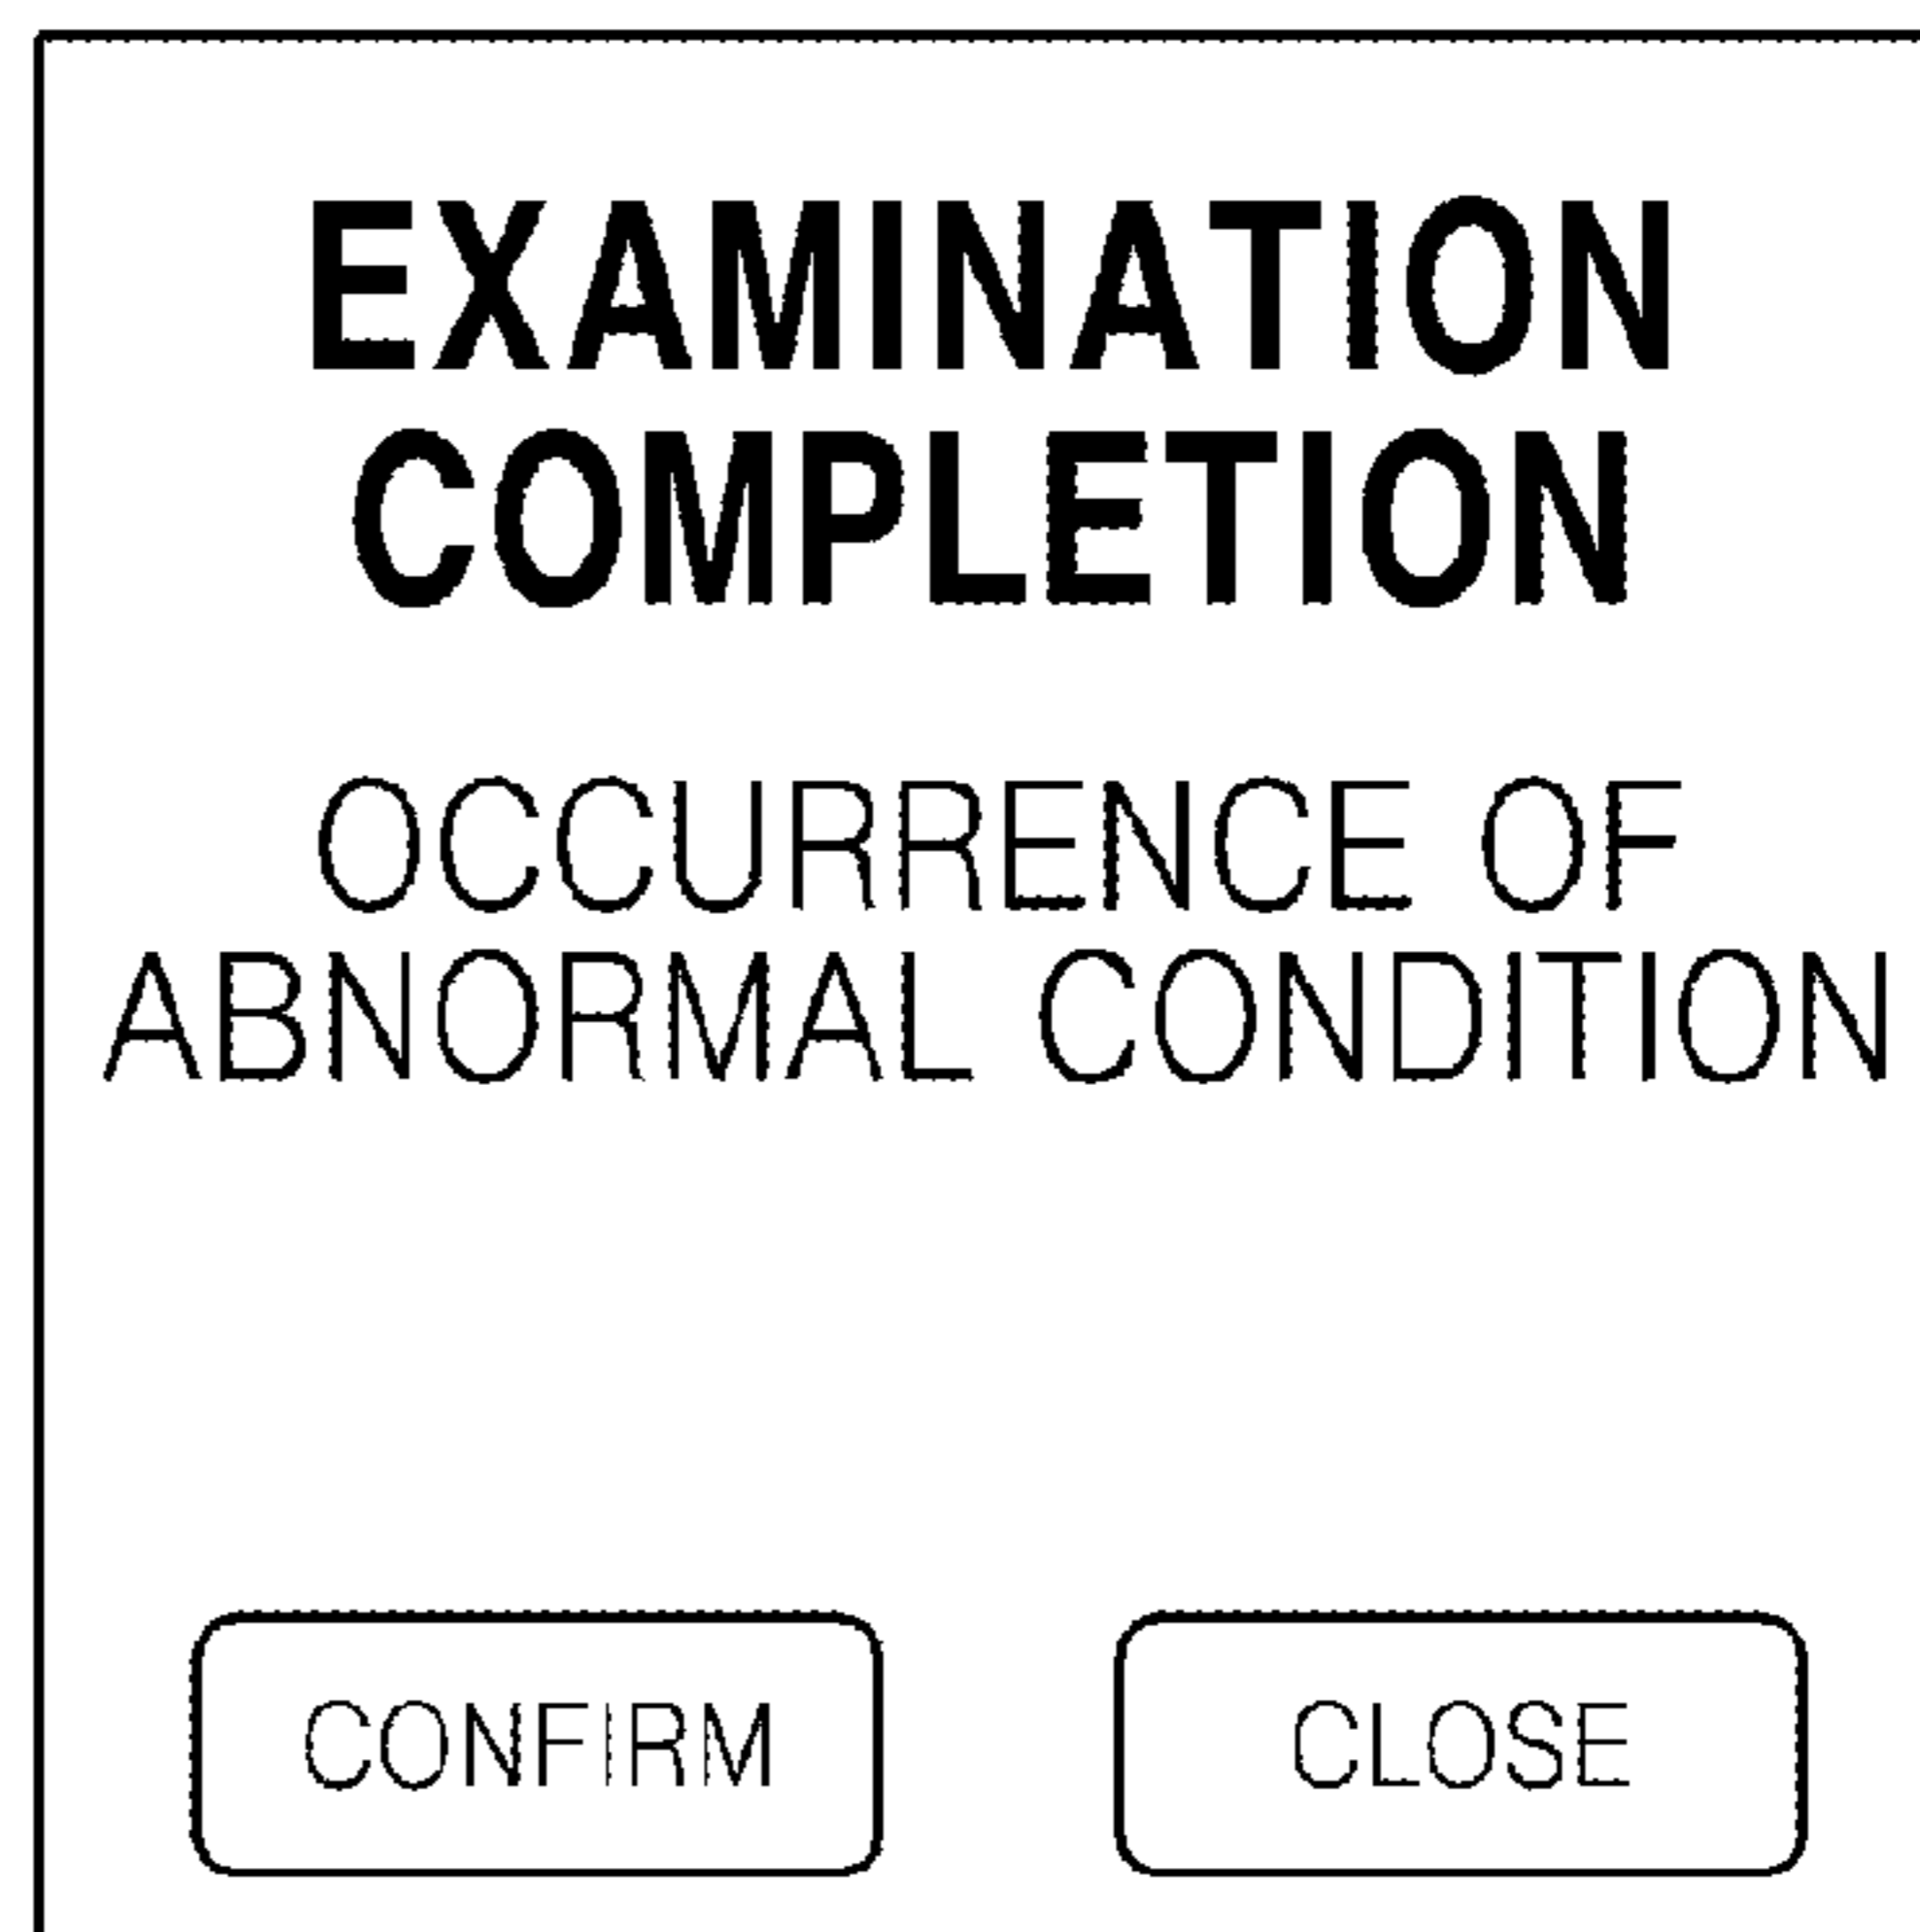 EXAMINATION
COMPLETION
OCCURRENCE OF
ABNORMAL CONDITION
CONFIRM
CLOSE